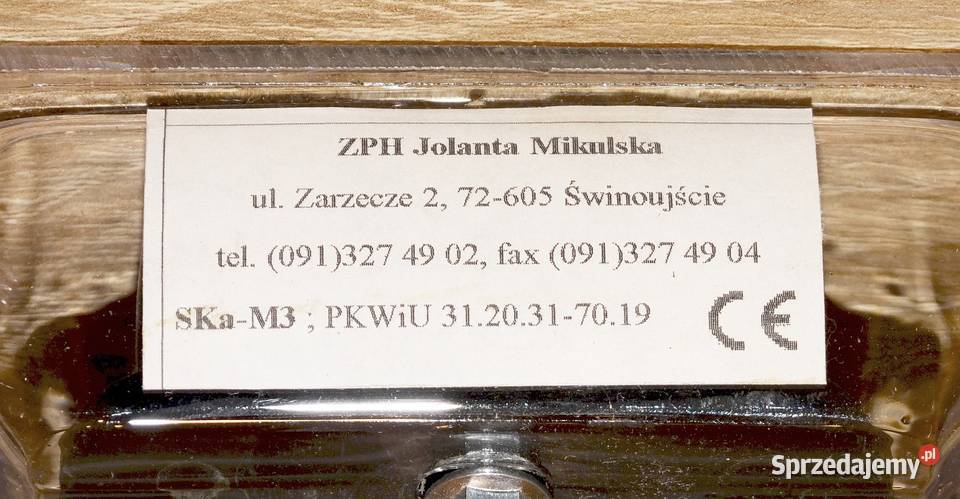 ZPH Jolanta Mikulska
ul. Zarzecze 2, 72-605 Świnoujście
tel. (091)327 49 02, fax (091)327 49 04
SKa-M3 ; PKWiU 31.20.31-70.19 CE
Sprzedajemy.pl